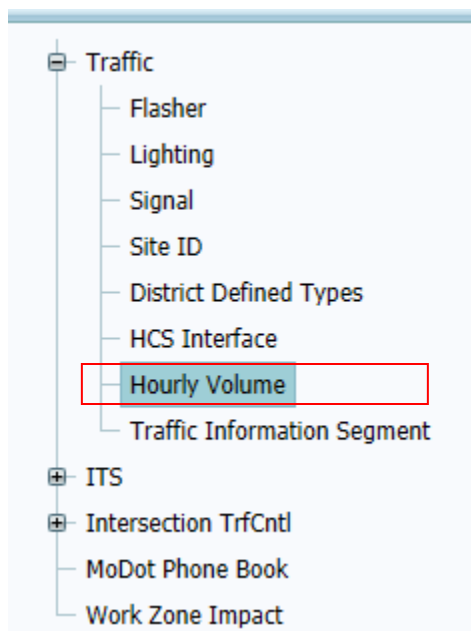 Traffic
Flasher
Lighting
Signal
Site ID
District Defined Types
HCS Interface
Hourly Volume
Traffic Information Segment
ITS
Intersection TrfCntl
MoDot Phone Book
Work Zone Impact